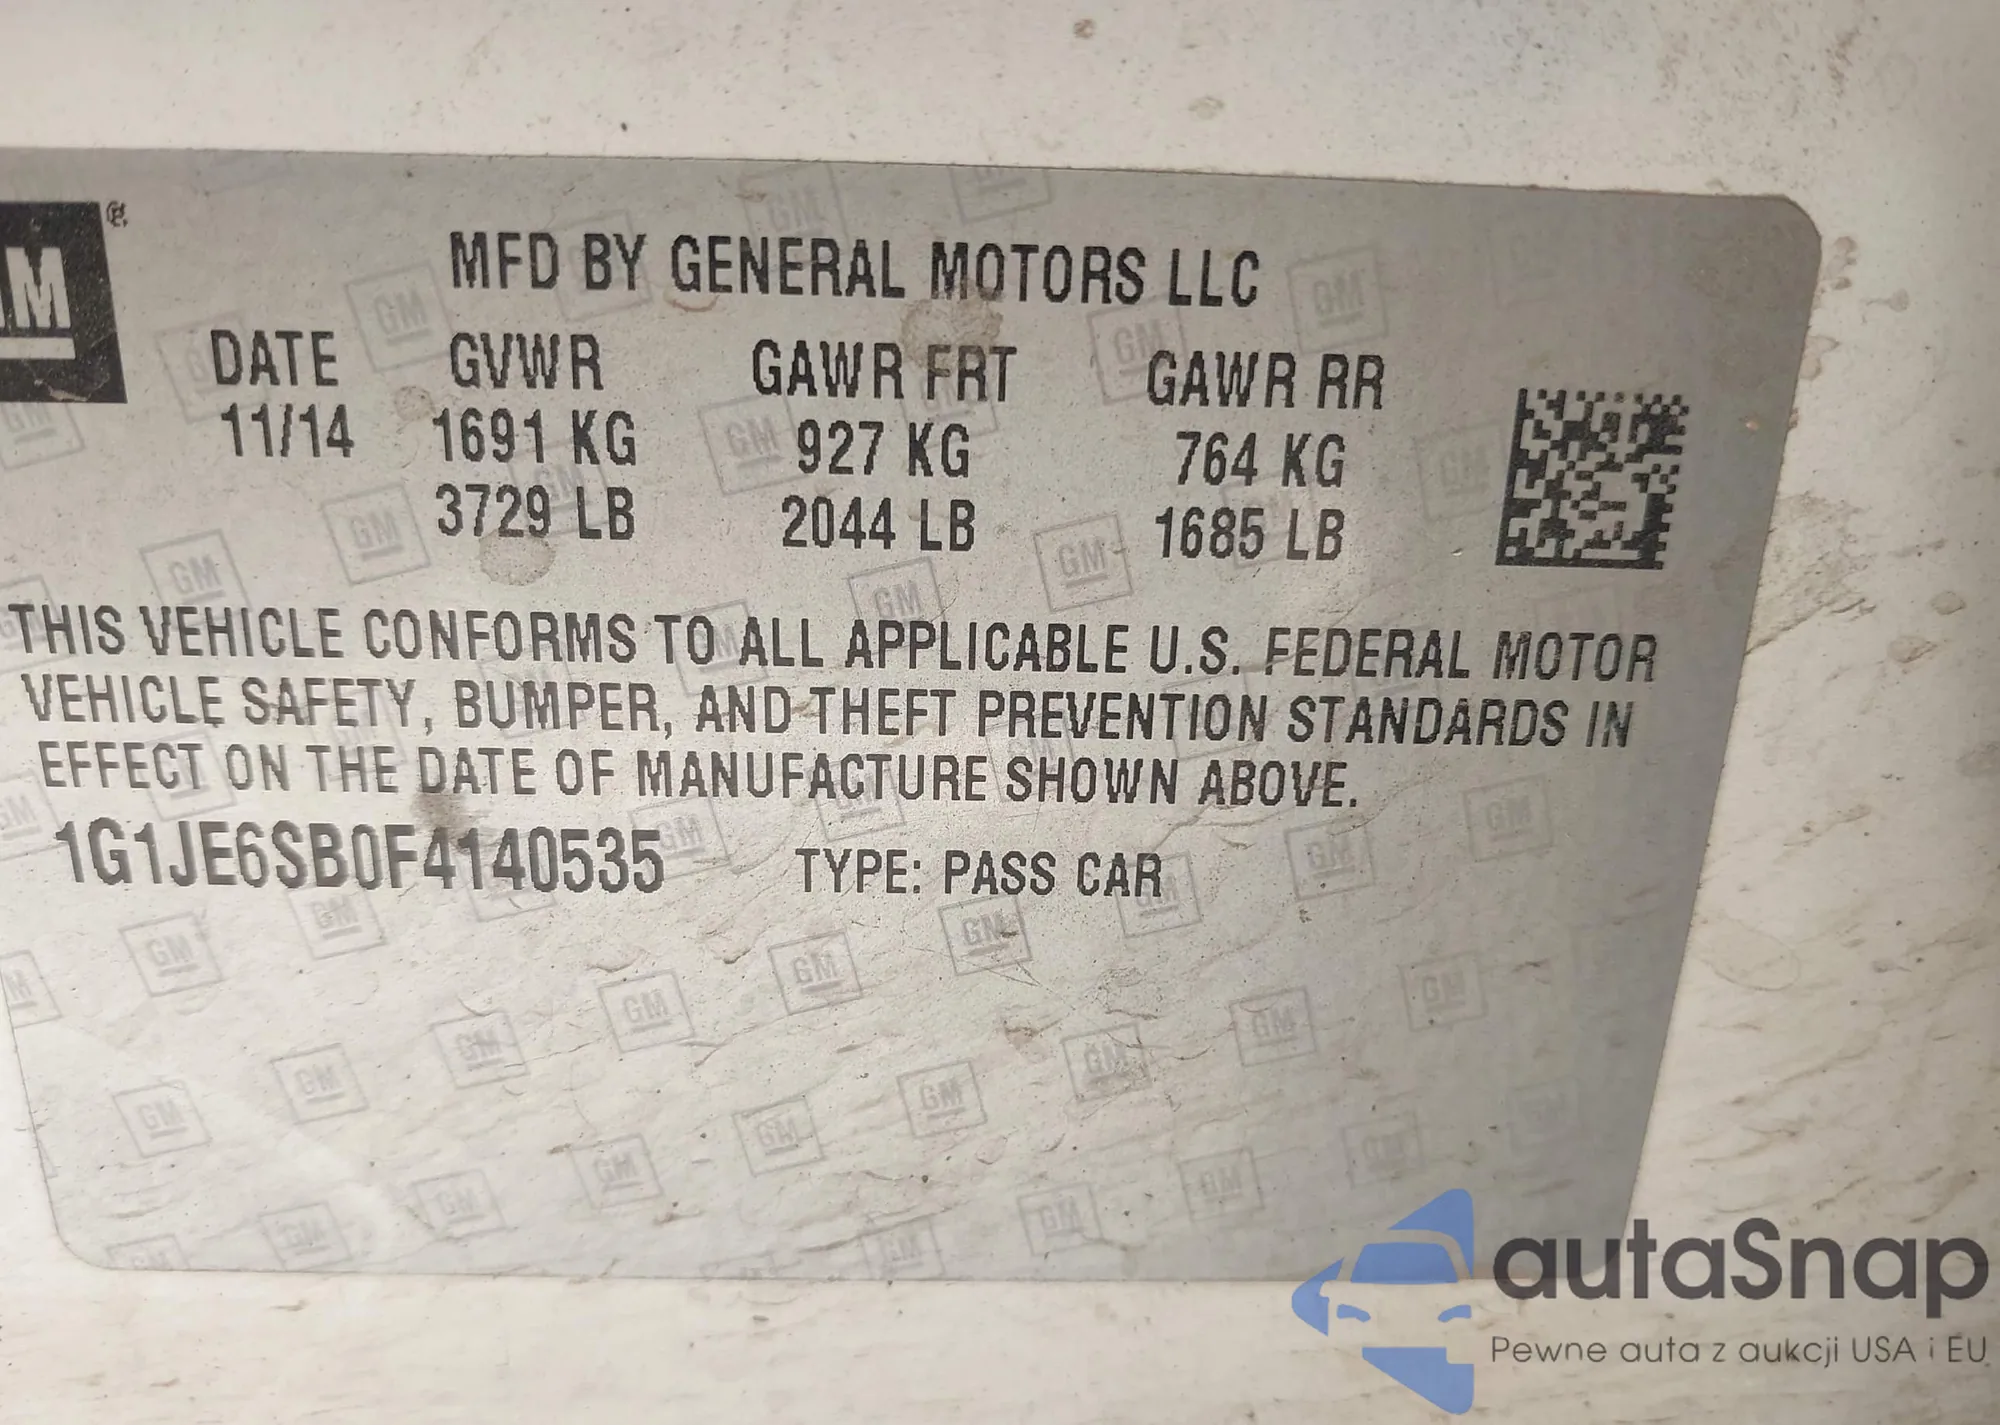 GM®
MFD BY GENERAL MOTORS LLC
DATE GVWR GAWR FRT GAWR RR
11/14 1691 KG 927 KG 764 KG
3729 LB 2044 LB 1685 LB
THIS VEHICLE CONFORMS TO ALL APPLICABLE U.S. FEDERAL MOTOR
VEHICLE SAFETY, BUMPER, AND THEFT PREVENTION STANDARDS IN
EFFECT ON THE DATE OF MANUFACTURE SHOWN ABOVE.
1G1JE6SB0F4140535 TYPE: PASS CAR
autaSnap
Pewne auta z aukcji USA i EU